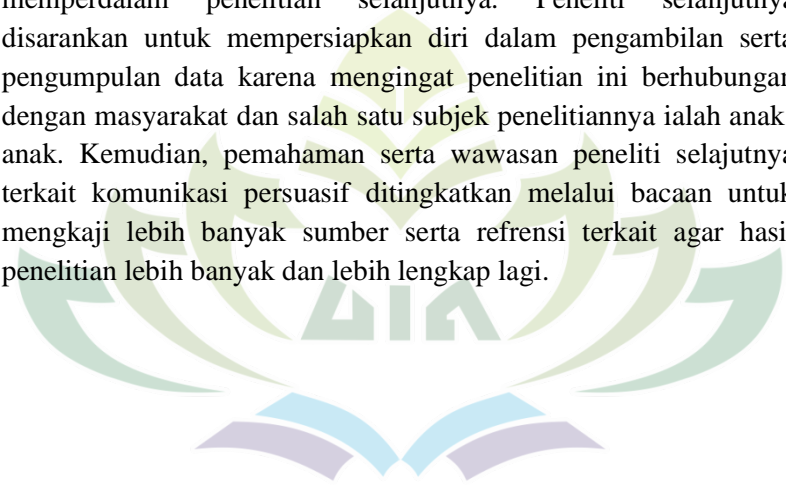 memperdalam penelitian selanjutnya. Peneliti selanjutnya
disarankan untuk mempersiapkan diri dalam pengambilan serta
pengumpulan data karena mengingat penelitian ini berhubungan
dengan masyarakat dan salah satu subjek penelitiannya ialah anak-
anak. Kemudian, pemahaman serta wawasan peneliti selajutnya
terkait komunikasi persuasif ditingkatkan melalui bacaan untuk
mengkaji lebih banyak sumber serta refrensi terkait agar hasil
penelitian lebih banyak dan lebih lengkap lagi.